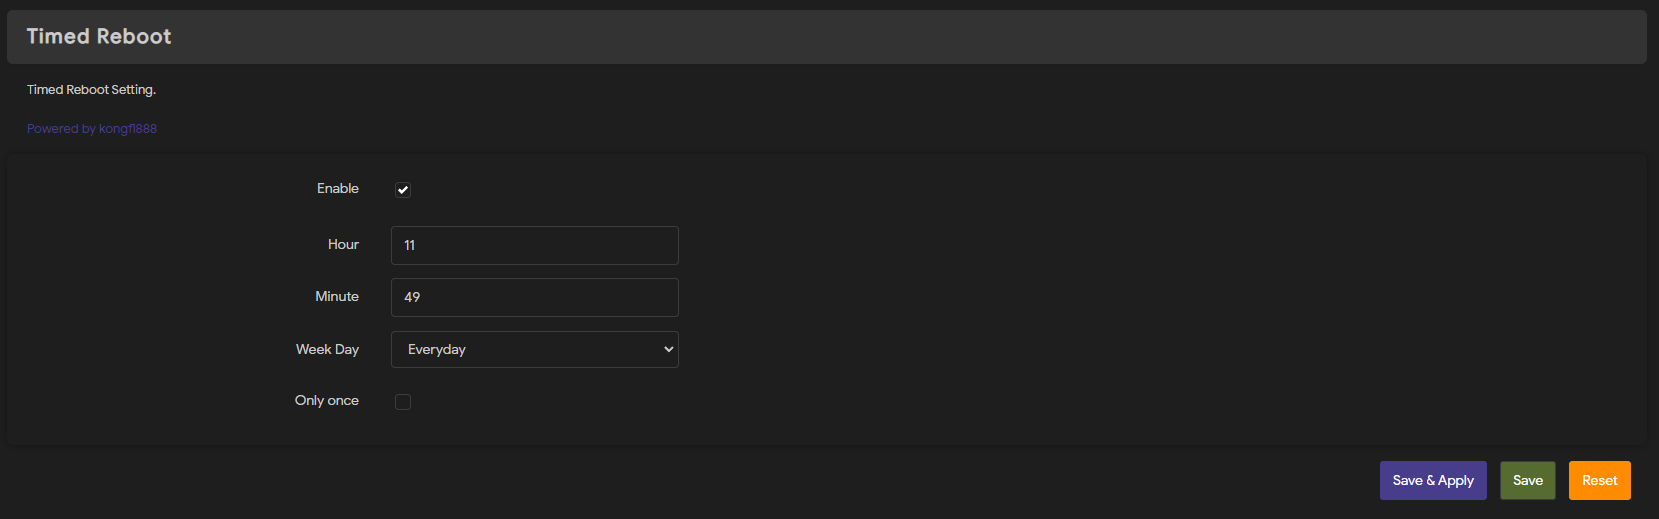 Timed Reboot
Timed Reboot Setting.
Powered by kongfl888
Enable
Hour 11
Minute 49
Week Day Everyday
Only once
Save & Apply Save Reset